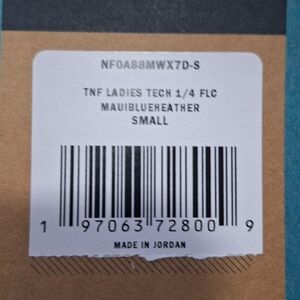 NF0A88MWX7D-S
TNF LADIES TECH 1/4 FLC
MAUIBLUEHEATHER
SMALL
1 97063 72800 9
MADE IN JORDAN